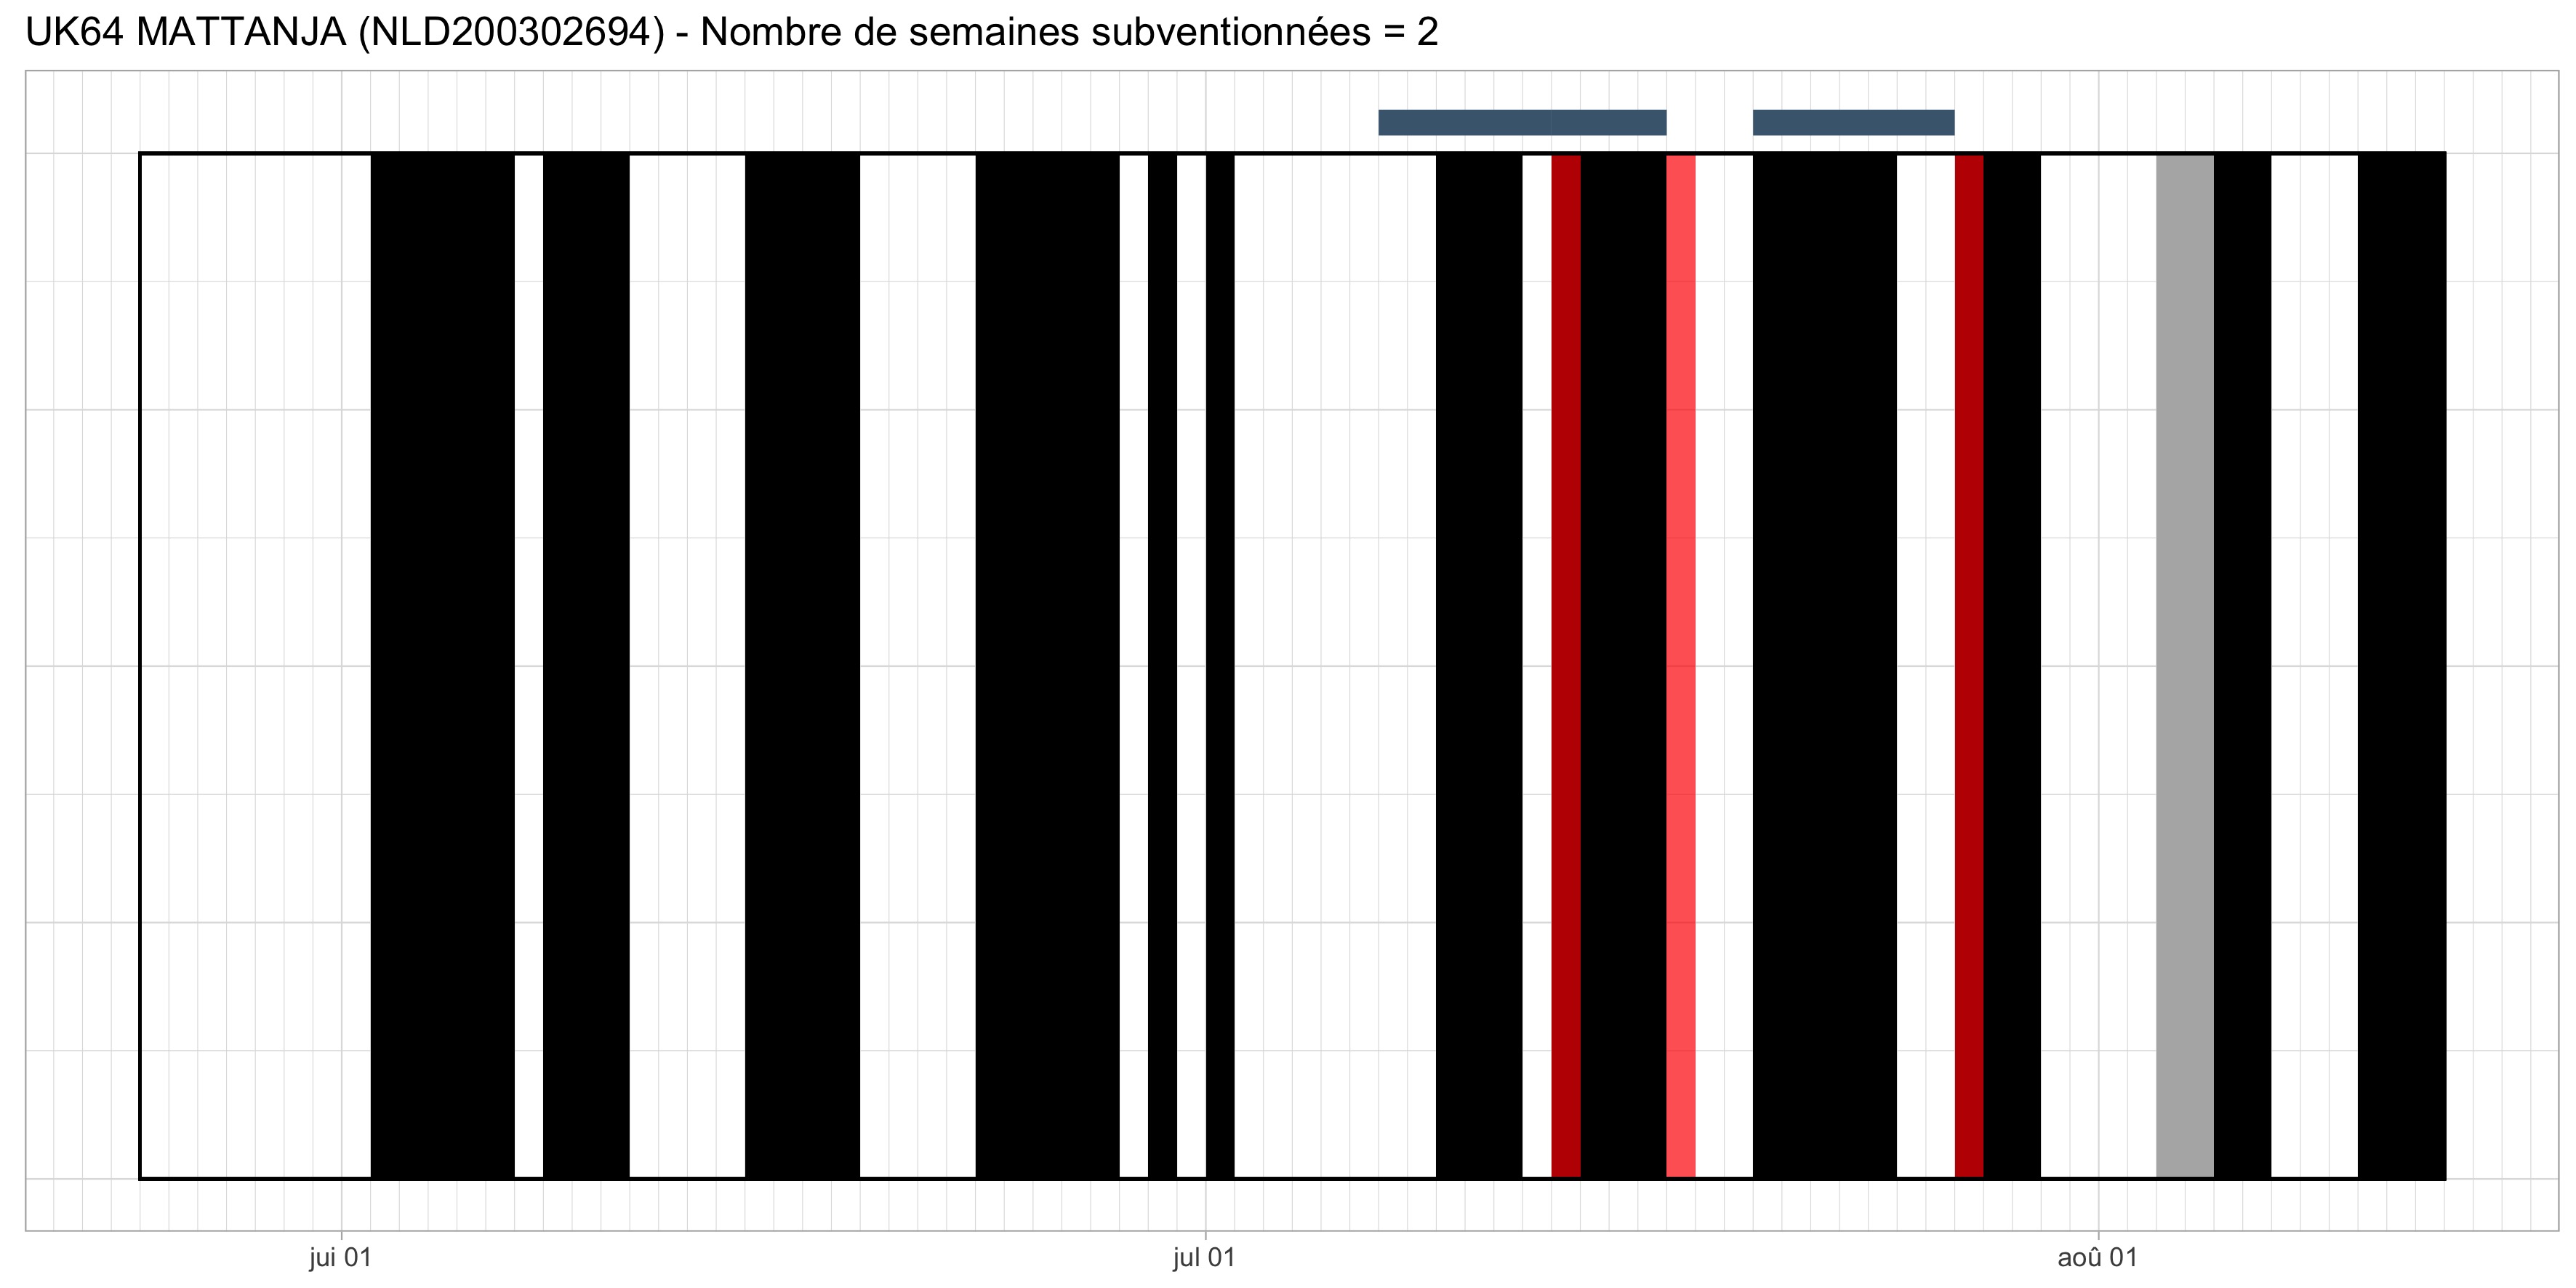 UK64 MATTANJA (NLD200302694) - Nombre de semaines subventionnées = 2
jui 01
jul 01
aoû 01